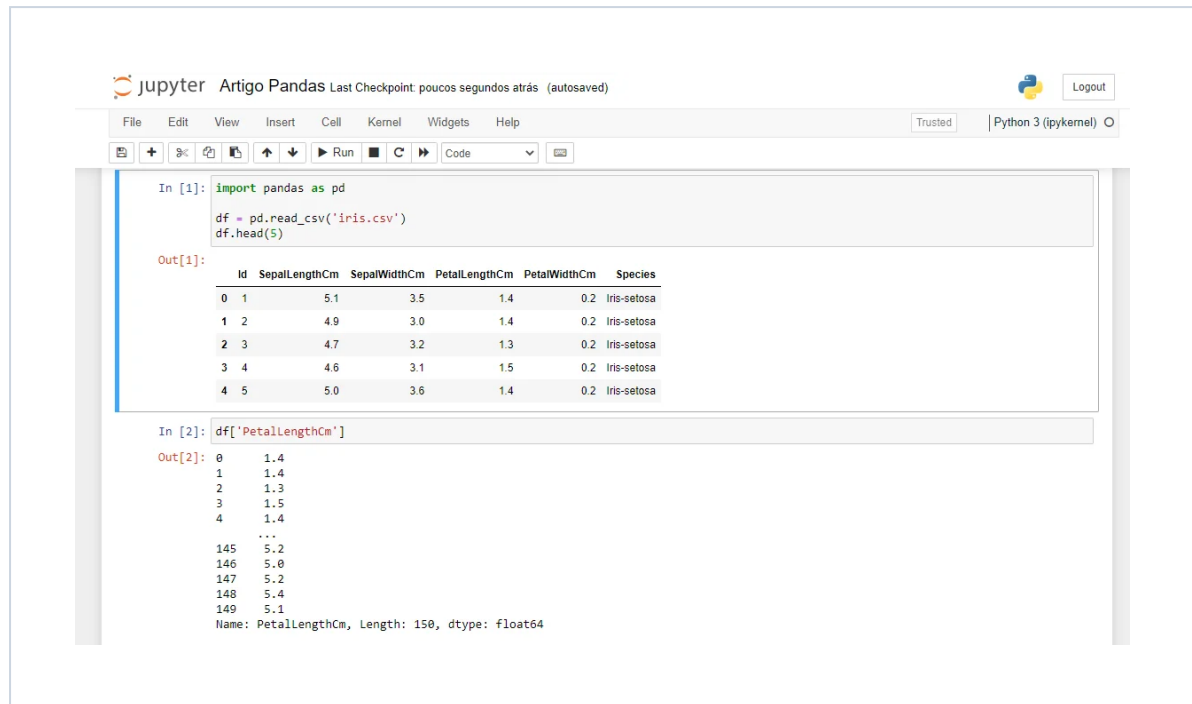 jupyter Artigo Pandas Last Checkpoint: poucos segundos atrás (autosaved) Logout
File Edit View Insert Cell Kernel Widgets Help Trusted Python 3 (ipykernel)
Run Code
In [1]: import pandas as pd
df = pd.read_csv('iris.csv')
df.head(5)
Out[1]:
Id SepalLengthCm SepalWidthCm PetalLengthCm PetalWidthCm Species
0 1 5.1 3.5 1.4 0.2 Iris-setosa
1 2 4.9 3.0 1.4 0.2 Iris-setosa
2 3 4.7 3.2 1.3 0.2 Iris-setosa
3 4 4.6 3.1 1.5 0.2 Iris-setosa
4 5 5.0 3.6 1.4 0.2 Iris-setosa
In [2]: df['PetalLengthCm']
Out[2]: 0 1.4
1 1.4
2 1.3
3 1.5
4 1.4
...
145 5.2
146 5.0
147 5.2
148 5.4
149 5.1
Name: PetalLengthCm, Length: 150, dtype: float64